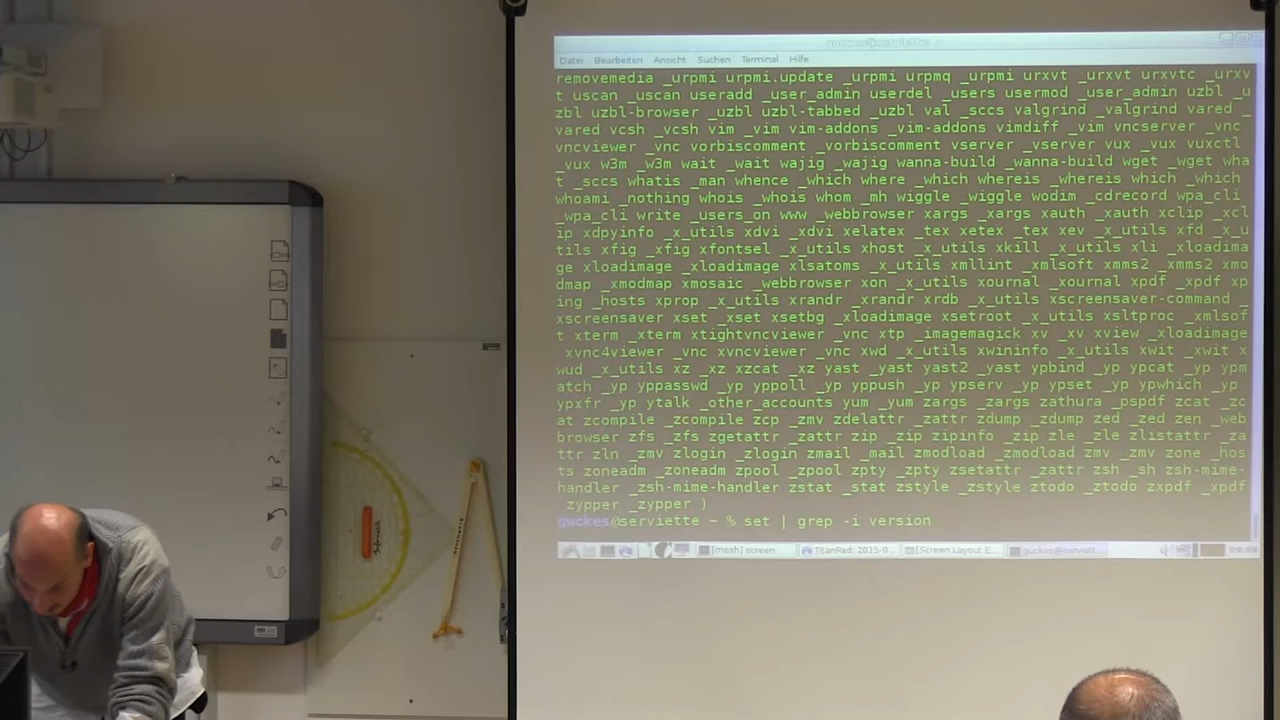 Datei Bearbeiten Ansicht Suchen Terminal Hilfe
removemedia _urpmi urpmi.update _urpmi urpmq _urpmi urxvt _urxvt urxvtc _urxv
t uscan _uscan useradd _user_admin userdel _users usermod _user_admin uzbl _u
zbl uzbl-browser _uzbl uzbl-tabbed _uzbl val _sccs valgrind _valgrind vared _
vared vcsh _vcsh vim _vim vim-addons _vim-addons vimdiff _vim vncserver _vnc
vncviewer _vnc vorbiscomment _vorbiscomment vserver _vserver vux _vux vuxctl
_vux w3m _w3m wait _wait wajig _wajig wanna-build _wanna-build wget _wget wha
t _sccs whatis _man whence _which where _which whereis _whereis which _which
whoami _nothing whois _whois whom _mh wiggle _wiggle wodim _cdrecord wpa_cli
_wpa_cli write _users_on www _webbrowser xargs _xargs xauth _xauth xclip _xcl
ip xdpyinfo _x_utils xdvi _xdvi xelatex _tex xetex _tex xev _x_utils xfd _x_u
tils xfig _xfig xfontsel _x_utils xhost _x_utils xkill _x_utils xli _xloadima
ge xloadimage _xloadimage xlsatoms _x_utils xmllint _xmlsoft xmms2 _xmms2 xmo
dmap _xmodmap xmosaic _webbrowser xon _x_utils xournal _xournal xpdf _xpdf xp
ing _hosts xprop _x_utils xrandr _xrandr xrdb _x_utils xscreensaver-command _
xscreensaver xset _xset xsetbg _xloadimage xsetroot _x_utils xsltproc _xmlsof
t xterm _xterm xtightvncviewer _vnc xtp _imagemagick xv _xv xview _xloadimage
xvnc4viewer _vnc xvncviewer _vnc xwd _x_utils xwininfo _x_utils xwit _xwit x
wud _x_utils xz _xz xzcat _xz yast _yast yast2 _yast ypbind _yp ypcat _yp ypm
atch _yp yppasswd _yp yppoll _yp yppush _yp ypserv _yp ypset _yp ypwhich _yp
ypxfr _yp ytalk _other_accounts yum _yum zargs _zargs zathura _pspdf zcat _zc
at zcompile _zcompile zcp _zmv zdelattr _zattr zdump _zdump zed _zed zen _web
browser zfs _zfs zgetattr _zattr zip _zip zipinfo _zip zle _zle zlistattr _za
ttr zln _zmv zlogin _zlogin zmail _mail zmodload _zmodload zmv _zmv zone _hos
ts zoneadm _zoneadm zpool _zpool zpty _zpty zsetattr _zattr zsh _sh zsh-mime-
handler _zsh-mime-handler zstat _stat zstyle _zstyle ztodo _ztodo zxpdf _xpdf
zypper _zypper )
guckes@serviette ~ % set | grep -i version
[mosh] screen TitanPad: 2015-0... [Screen Layout E... guckes@serviett...